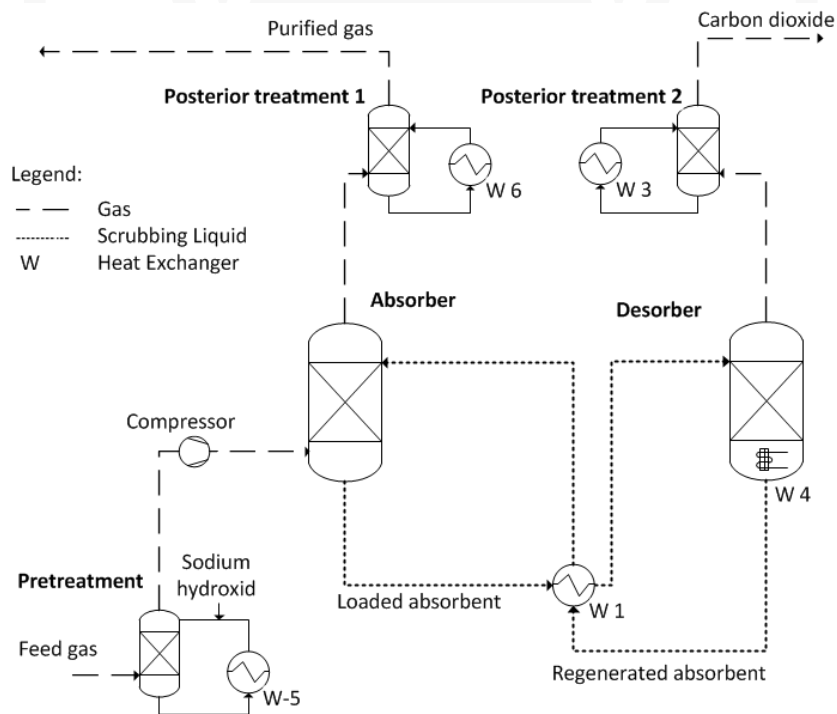 Carbon dioxide
Purified gas
Posterior treatment 1
Posterior treatment 2
Legend:
Gas
Scrubbing Liquid
W Heat Exchanger
W 6
W 3
Absorber
Desorber
Compressor
W 4
Sodium
hydroxid
Pretreatment
Loaded absorbent
W 1
Feed gas
Regenerated absorbent
W-5